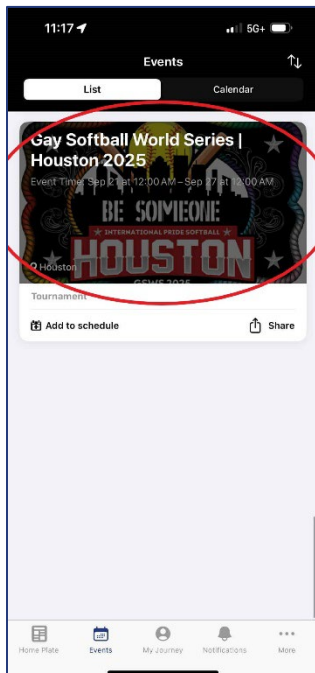 11:17
5G+
Events
List
Calendar
Gay Softball World Series |
Houston 2025
Event Time: Sep 21 at 12:00 AM – Sep 27 at 12:00 AM
BE SOMEONE
INTERNATIONAL PRIDE SOFTBALL
HOUSTON
Houston
GSWS 2025
Tournament
Add to schedule
Share
Home Plate
Events
My Journey
Notifications
More